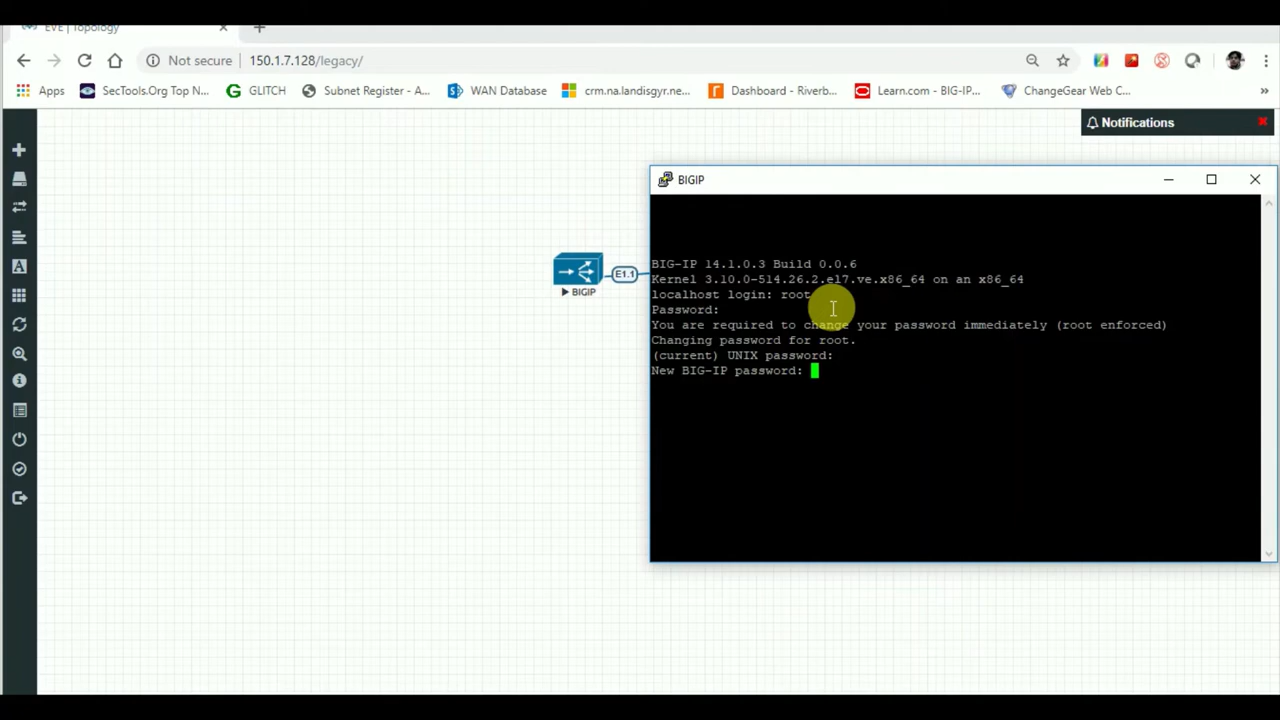 EVE | Topology
Not secure
150.1.7.128/legacy/
Apps
SecTools.Org Top N...
GLITCH
Subnet Register - A...
WAN Database
crm.na.landisgyr.ne...
Dashboard - Riverb...
Learn.com - BIG-IP...
ChangeGear Web C...
»
Notifications
BIGIP
BIG-IP 14.1.0.3 Build 0.0.6
Kernel 3.10.0-514.26.2.el7.ve.x86_64 on an x86_64
localhost login: root
Password:
You are required to change your password immediately (root enforced)
Changing password for root.
(current) UNIX password:
New BIG-IP password:
E1.1
BIGIP